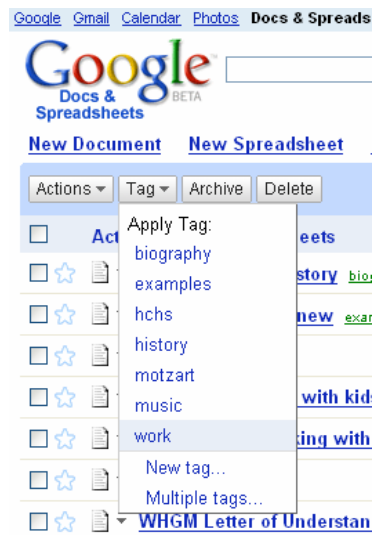 Google Gmail Calendar Photos Docs & Spreads
Google
Docs & BETA
Spreadsheets
New Document New Spreadsheet
Actions Tag Archive Delete
Apply Tag:
Act eets
biography
story
examples
new
hchs
history
motzart
with kid
music
work
king with
New tag...
Multiple tags...
WHGM Letter of Understan